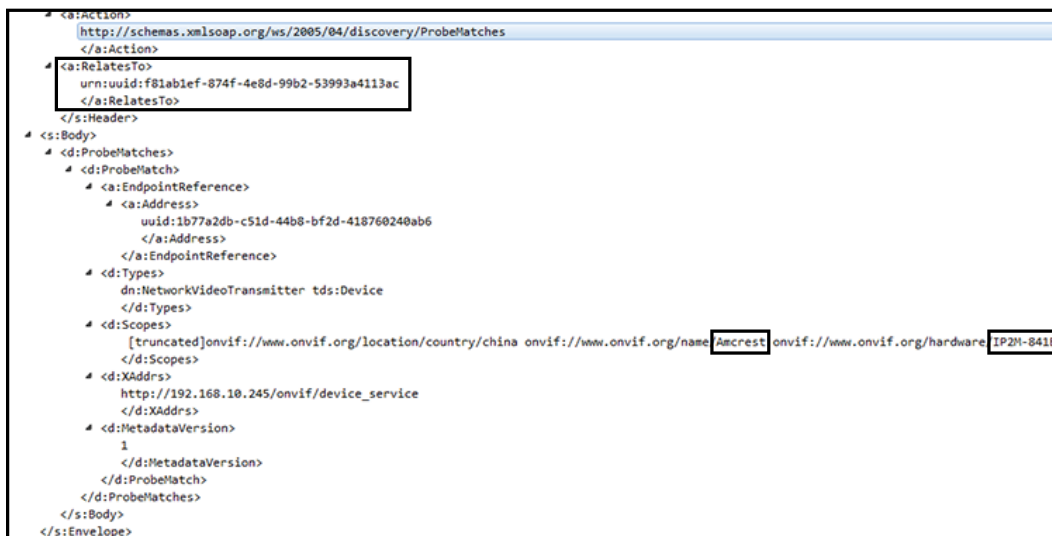 <a:Action>
http://schemas.xmlsoap.org/ws/2005/04/discovery/ProbeMatches
</a:Action>
<a:RelatesTo>
urn:uuid:f81ab1ef-874f-4e8d-99b2-53993a4113ac
</a:RelatesTo>
</s:Header>
<s:Body>
<d:ProbeMatches>
<d:ProbeMatch>
<a:EndpointReference>
<a:Address>
uuid:1b77a2db-c51d-44b8-bf2d-418760240ab6
</a:Address>
</a:EndpointReference>
<d:Types>
dn:NetworkVideoTransmitter tds:Device
</d:Types>
<d:Scopes>
[truncated]onvif://www.onvif.org/location/country/china onvif://www.onvif.org/name/Amcrest onvif://www.onvif.org/hardware/IP2M-841
</d:Scopes>
<d:XAddrs>
http://192.168.10.245/onvif/device_service
</d:XAddrs>
<d:MetadataVersion>
1
</d:MetadataVersion>
</d:ProbeMatch>
</d:ProbeMatches>
</s:Body>
</s:Envelope>